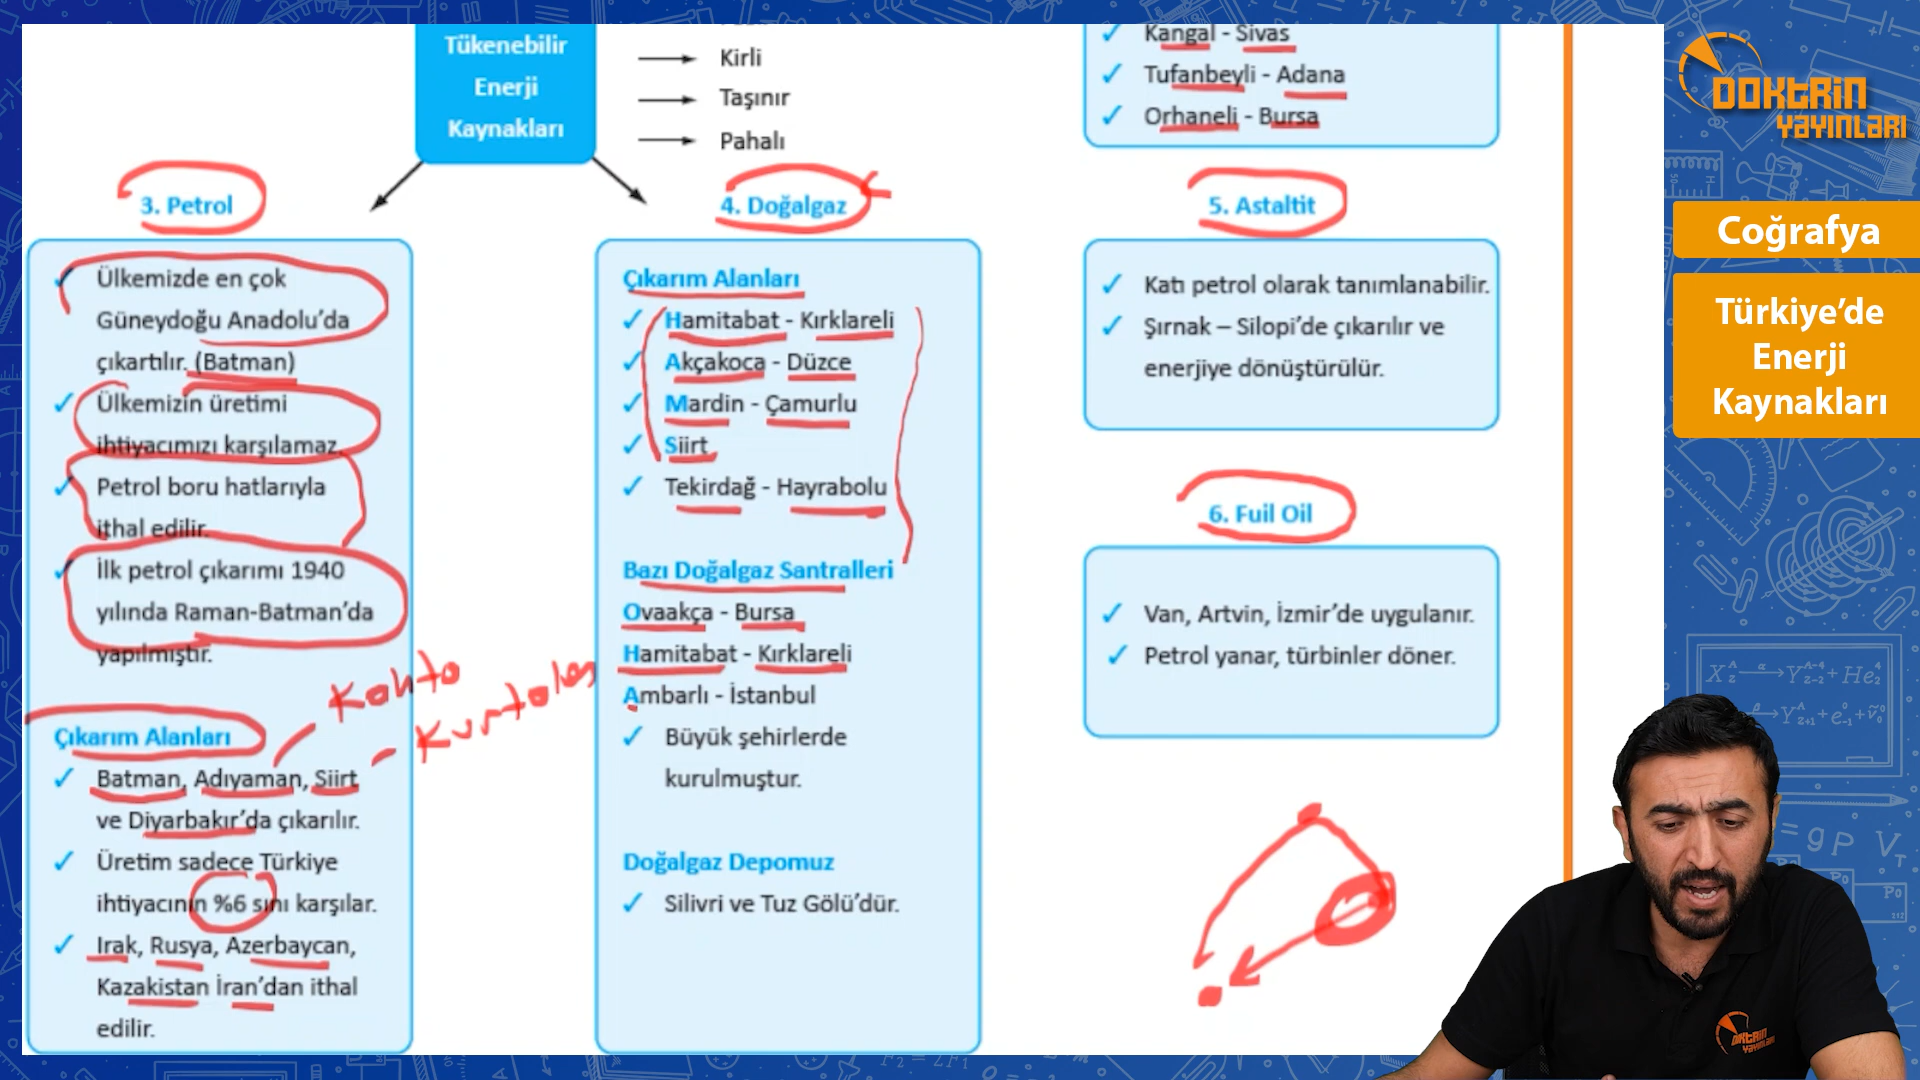 Tükenebilir
Enerji
Kaynakları
Kirli
Taşınır
Pahalı
Kangal - Sivas
Tufanbeyli - Adana
Orhaneli - Bursa
3. Petrol
Ülkemizde en çok
Güneydoğu Anadolu’da
çıkartılır. (Batman)
Ülkemizin üretimi
ihtiyacımızı karşılamaz.
Petrol boru hatlarıyla
ithal edilir.
İlk petrol çıkarımı 1940
yılında Raman-Batman’da
yapılmıştır.
Kahta
Kurtalan
Çıkarım Alanları
Batman, Adıyaman, Siirt
ve Diyarbakır’da çıkarılır.
Üretim sadece Türkiye
ihtiyacının %6 sını karşılar.
Irak, Rusya, Azerbaycan,
Kazakistan İran’dan ithal
edilir.
4. Doğalgaz
Çıkarım Alanları
Hamitabat - Kırklareli
Akçakoca - Düzce
Mardin - Çamurlu
Siirt
Tekirdağ - Hayrabolu
Bazı Doğalgaz Santralleri
Ovaakça - Bursa
Hamitabat - Kırklareli
Ambarlı - İstanbul
Büyük şehirlerde
kurulmuştur.
Doğalgaz Depomuz
Silivri ve Tuz Gölü’dür.
5. Astaltit
Katı petrol olarak tanımlanabilir.
Şırnak – Silopi’de çıkarılır ve
enerjiye dönüştürülür.
6. Fuil Oil
Van, Artvin, İzmir’de uygulanır.
Petrol yanar, türbinler döner.
DOKTRİN
YAYINLARI
Coğrafya
Türkiye’de
Enerji
Kaynakları
DOKTRİN
YAYINLARI